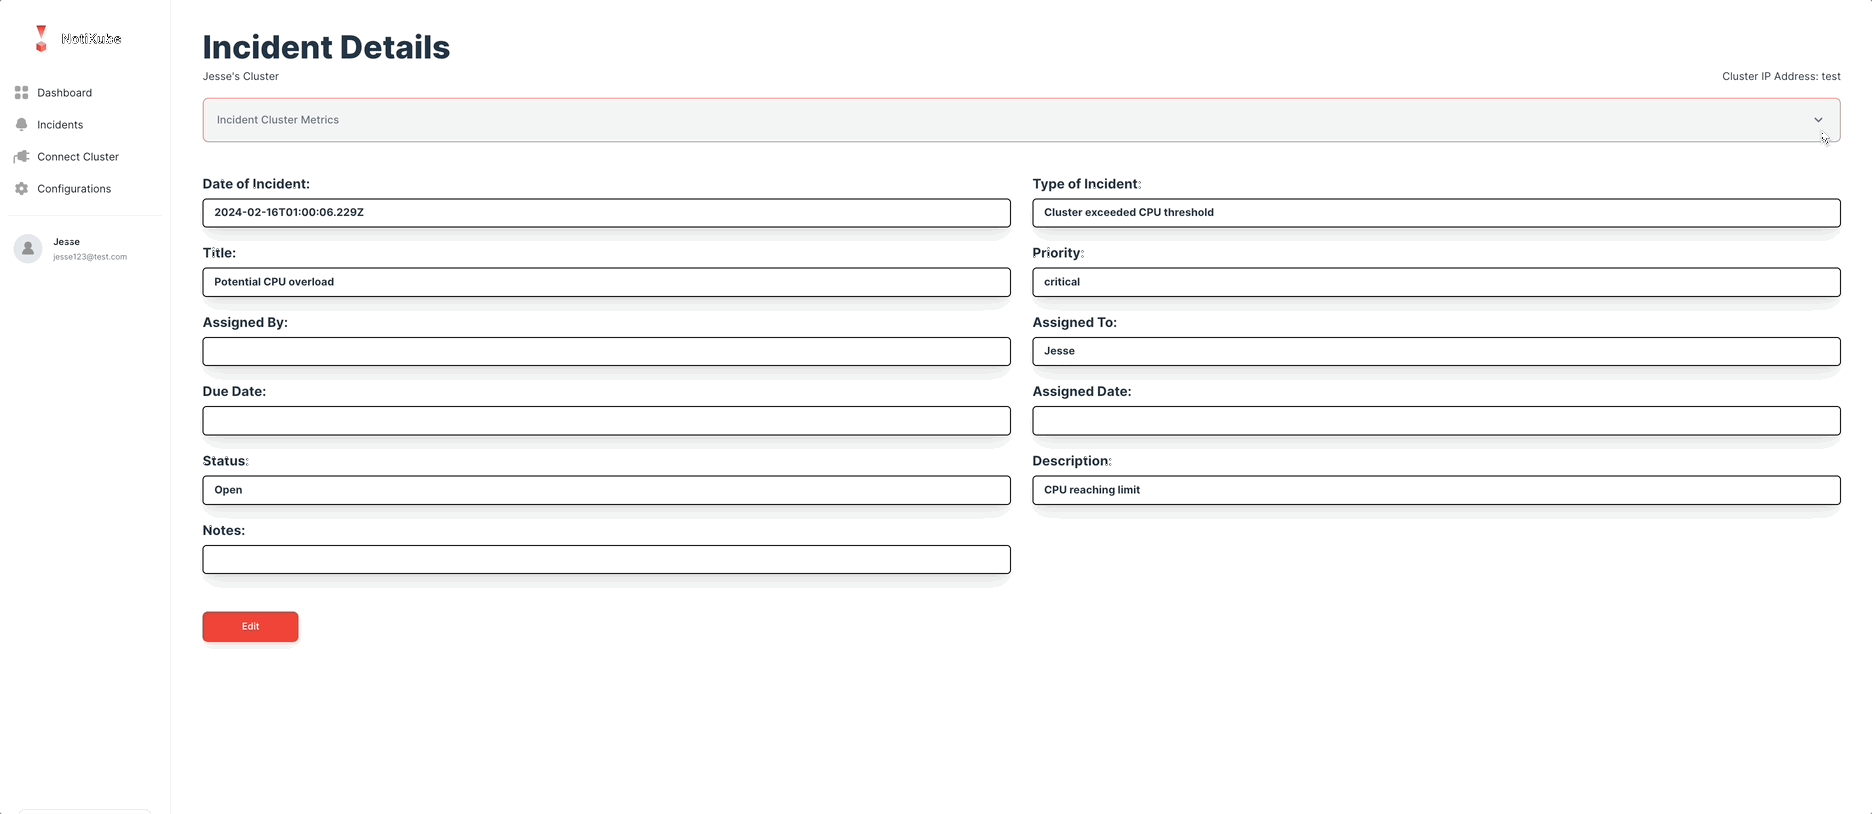 NotiKube
Dashboard
Incidents
Connect Cluster
Configurations
Jesse
jesse123@test.com
Incident Details
Jesse's Cluster
Cluster IP Address: test
Incident Cluster Metrics
Date of Incident:
2024-02-16T01:00:06.229Z
Type of Incident:
Cluster exceeded CPU threshold
Title:
Potential CPU overload
Priority:
critical
Assigned By:
Assigned To:
Jesse
Due Date:
Assigned Date:
Status:
Open
Description:
CPU reaching limit
Notes:
Edit